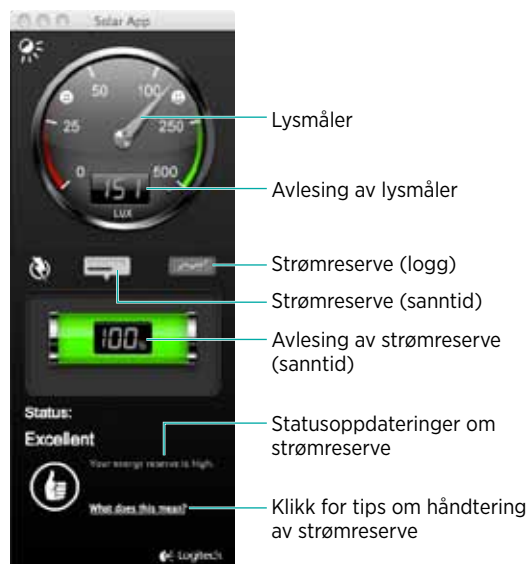 Solar App
50
100
25
250
0
500
151
LUX
100%
Status:
Excellent
Your energy reserve is high.
What does this mean?
Logitech
Lysmåler
Avlesing av lysmåler
Strømreserve (logg)
Strømreserve (sanntid)
Avlesing av strømreserve
(sanntid)
Statusoppdateringer om
strømreserve
Klikk for tips om håndtering
av strømreserve